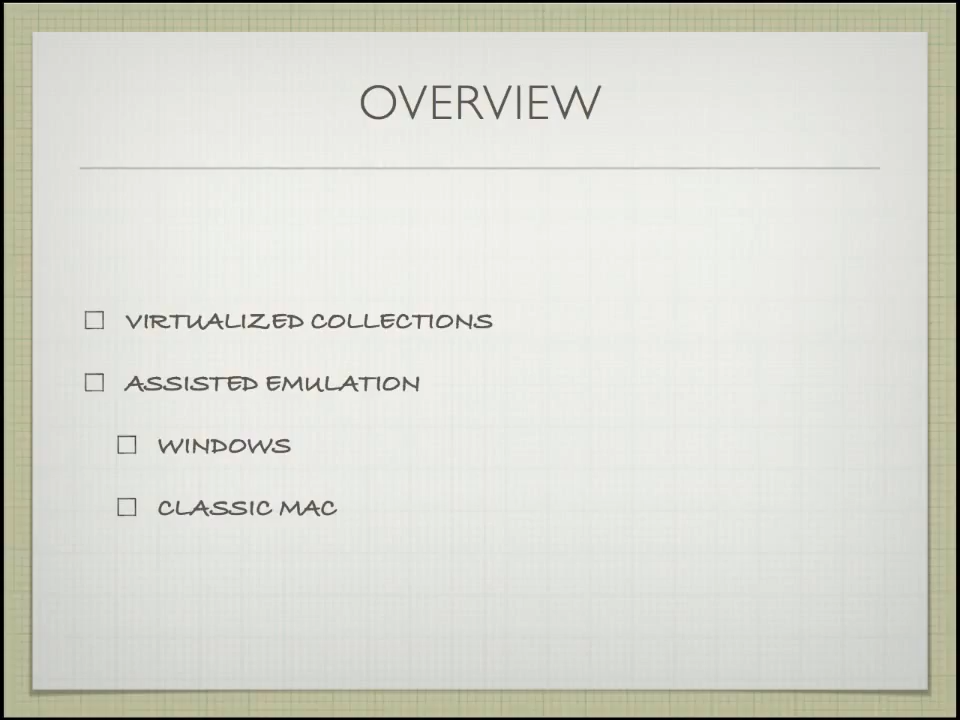 OVERVIEW
VIRTUALIZED COLLECTIONS
ASSISTED EMULATION
WINDOWS
CLASSIC MAC